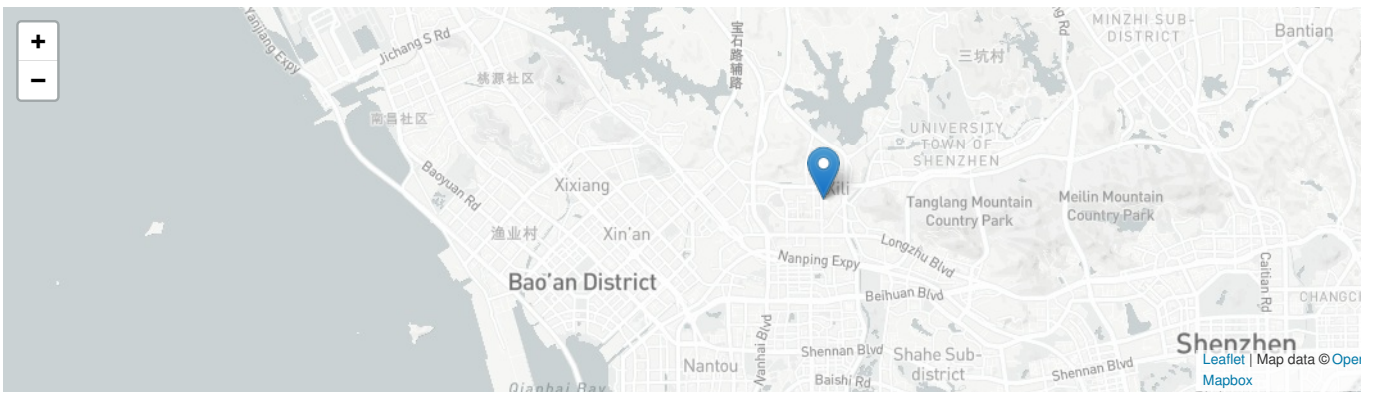 +
−
Yanjiang Expy
Jichang S Rd
宝石路辅路
MINZHI SUB-
DISTRICT
Bantian
三坑村
桃源社区
南昌社区
UNIVERSITY
TOWN OF
SHENZHEN
Baoyuan Rd
Xixiang
Tanglang Mountain
Country Park
Meilin Mountain
Country Park
渔业村
Xin'an
Longzhu Blvd
Nanping Expy
Caitian Rd
Bao'an District
Beihuan Blvd
Shennan Blvd
Shahe Sub-
district
Nantou
Baishi Rd
Shennan Blvd
Shenzhen
Leaflet | Map data ©
Mapbox
Qianhai Bay